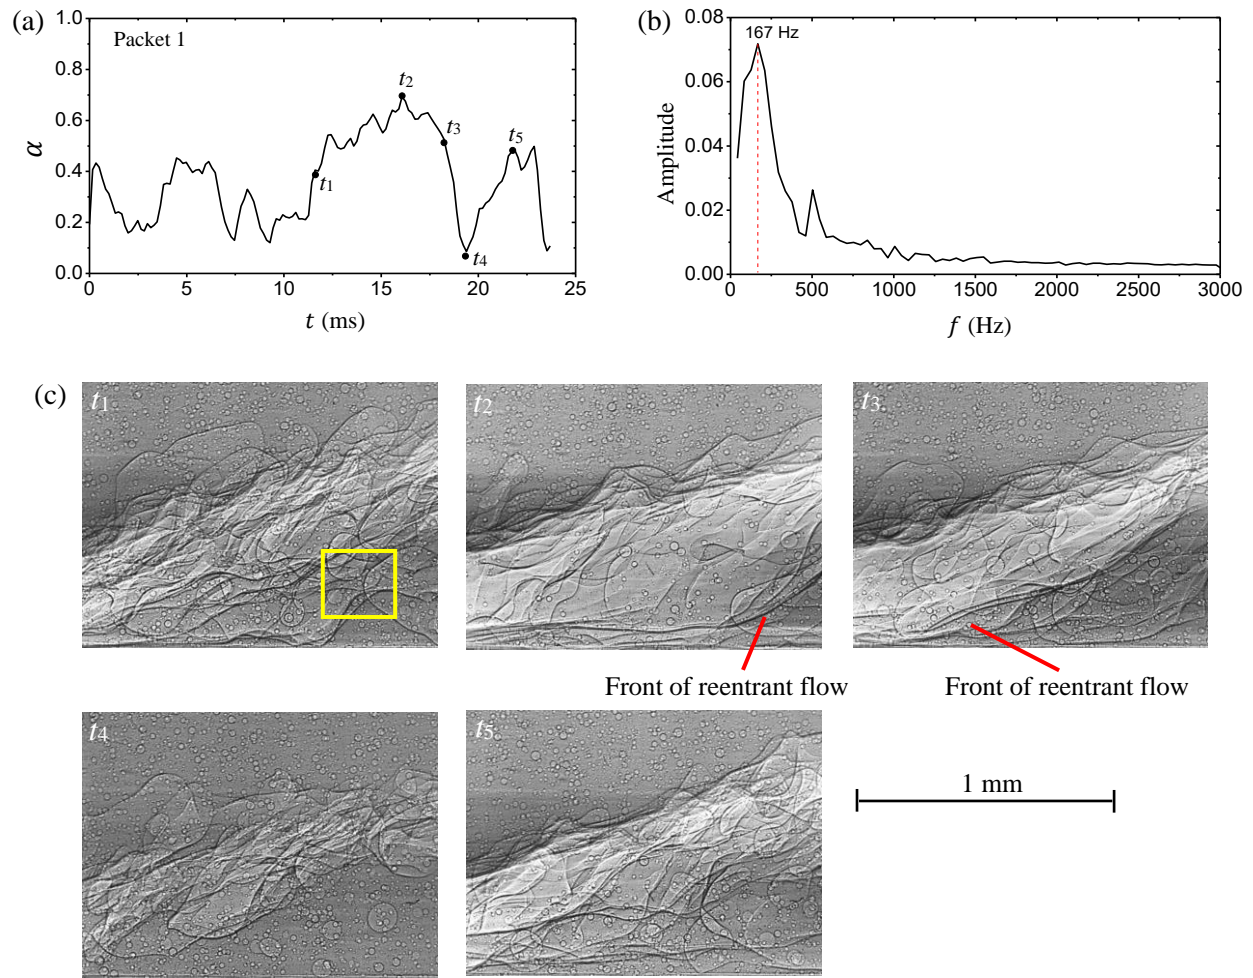 (a)
1.0
0.8
0.6
0.4
0.2
0.0
α
Packet 1
t1
t2
t3
t4
t5
0 5 10 15 20 25
t (ms)
(b)
0.08
0.06
0.04
0.02
0.00
Amplitude
167 Hz
0 500 1000 1500 2000 2500 3000
f (Hz)
(c)
t1
t2
t3
Front of reentrant flow
Front of reentrant flow
t4
t5
1 mm